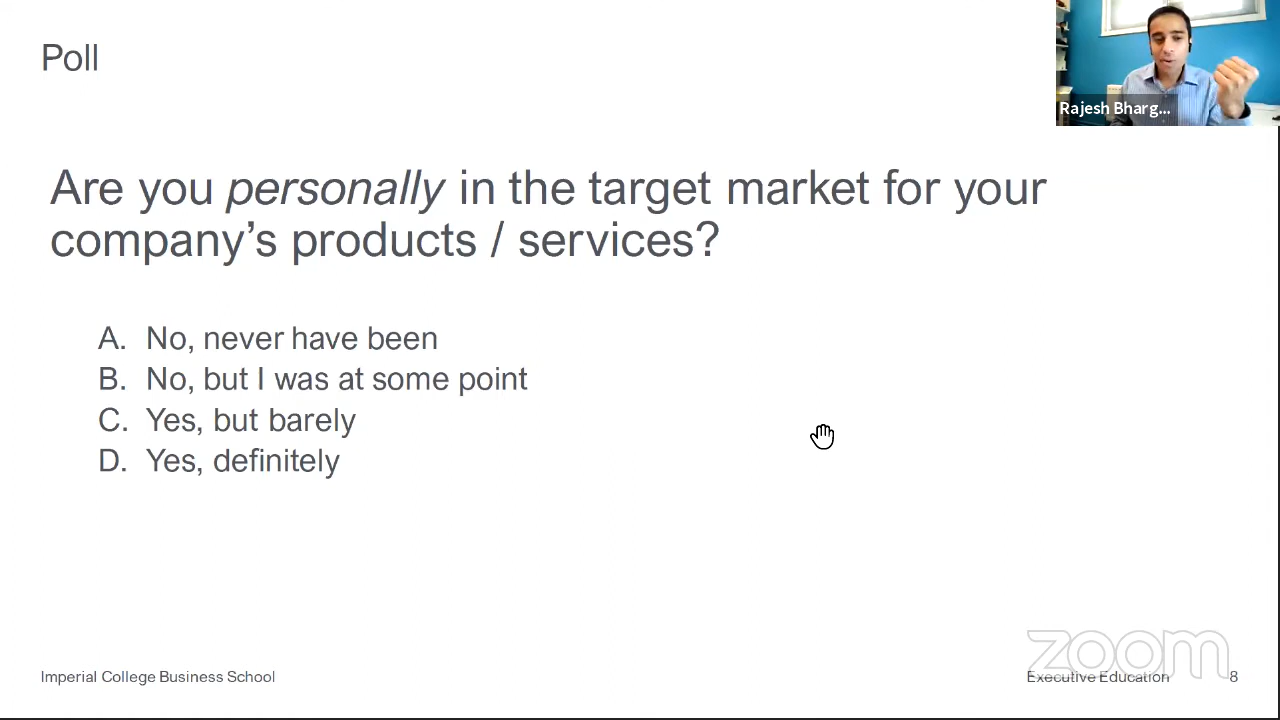 Poll
Rajesh Bharg...
Are you personally in the target market for your
company’s products / services?
A. No, never have been
B. No, but I was at some point
C. Yes, but barely
D. Yes, definitely
zoom
Imperial College Business School
Executive Education
8